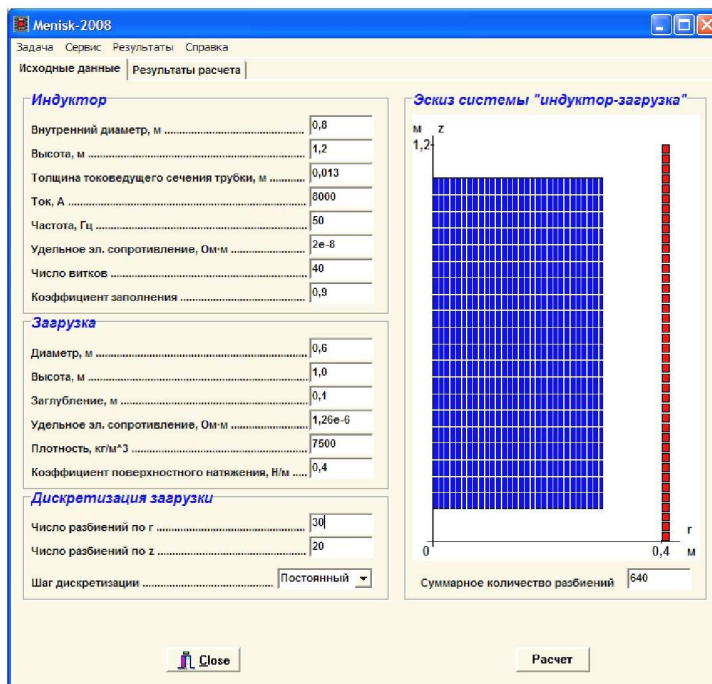 Menisk-2008
Задача Сервис Результаты Справка
Исходные данные Результаты расчета
Индуктор
Внутренний диаметр, м 0,8
Высота, м 1,2
Толщина токоведущего сечения трубки, м 0,013
Ток, А 8000
Частота, Гц 50
Удельное эл. сопротивление, Ом·м 2e-8
Число витков 40
Коэффициент заполнения 0,9
Загрузка
Диаметр, м 0,6
Высота, м 1,0
Заглубление, м 0,1
Удельное эл. сопротивление, Ом·м 1,26e-6
Плотность, кг/м^3 7500
Коэффициент поверхностного натяжения, Н/м 0,4
Дискретизация загрузки
Число разбиений по r 30
Число разбиений по z 20
Шаг дискретизации Постоянный
Эскиз системы "индуктор-загрузка"
м z
1,2
r
0 0,4 м
Суммарное количество разбиений 640
Close Расчет